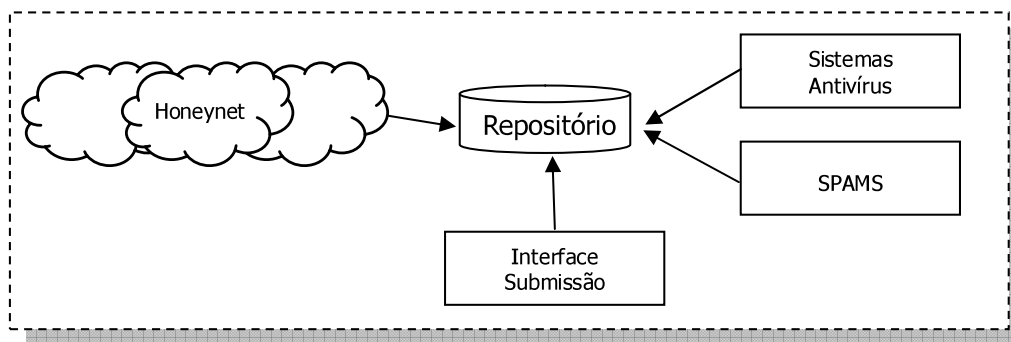 Honeynet
Repositório
Sistemas
Antivírus
SPAMS
Interface
Submissão